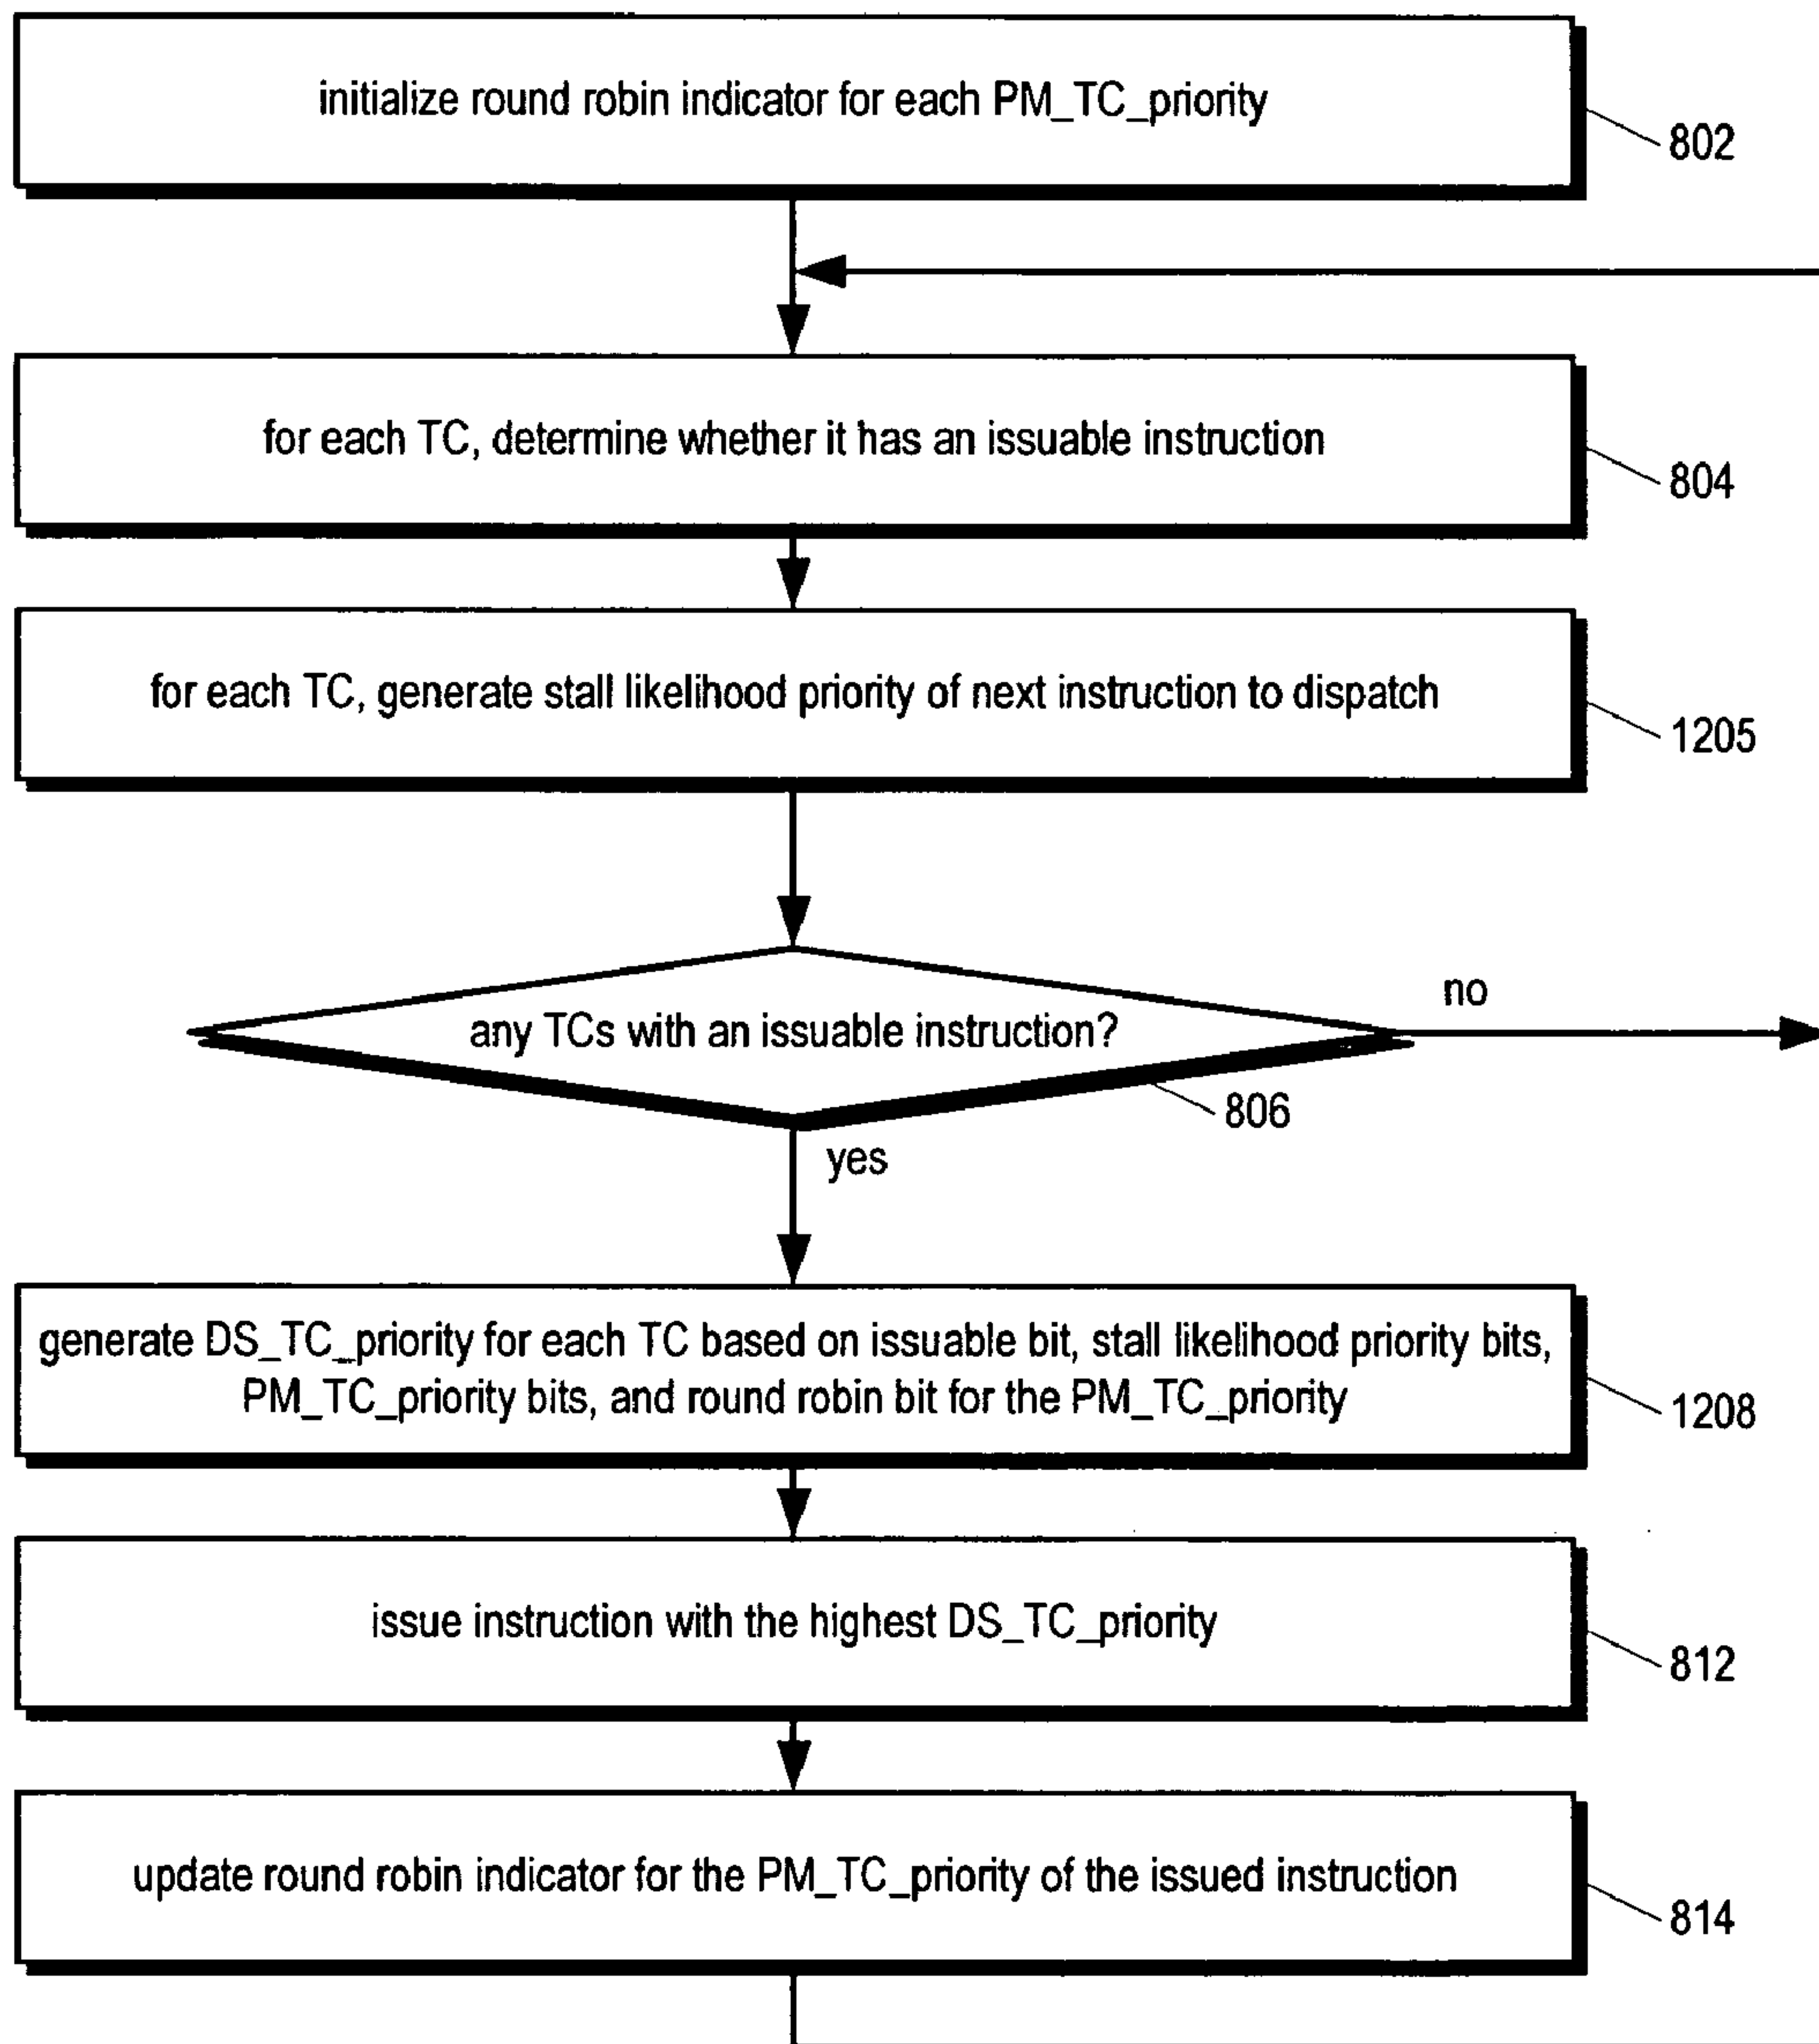 initialize round robin indicator for each PM_TC_priority
802
for each TC, determine whether it has an issuable instruction
804
for each TC, generate stall likelihood priority of next instruction to dispatch
1205
any TCs with an issuable instruction?
no
806
yes
generate DS_TC_priority for each TC based on issuable bit, stall likelihood priority bits,
PM_TC_priority bits, and round robin bit for the PM_TC_priority
1208
issue instruction with the highest DS_TC_priority
812
update round robin indicator for the PM_TC_priority of the issued instruction
814